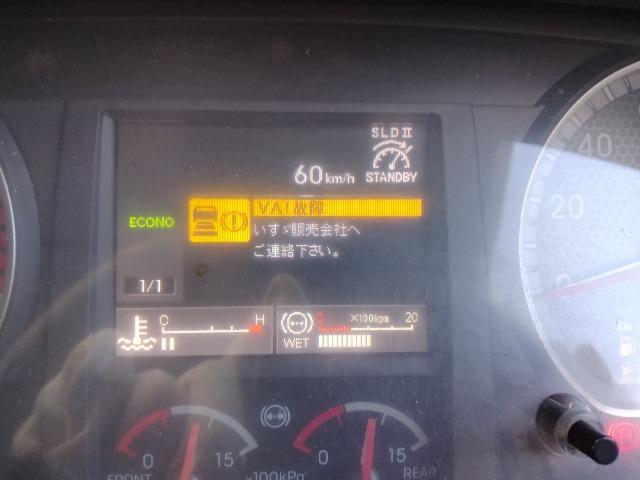 SLD II
60km/h
STANDBY
ECONO
VAT故障
いすゞ販売会社へ
ご連絡下さい。
1/1
C H
0 ×100kpa 20
WET
40
20
0
0 15
FRONT
×100kPa
0 15
REAR